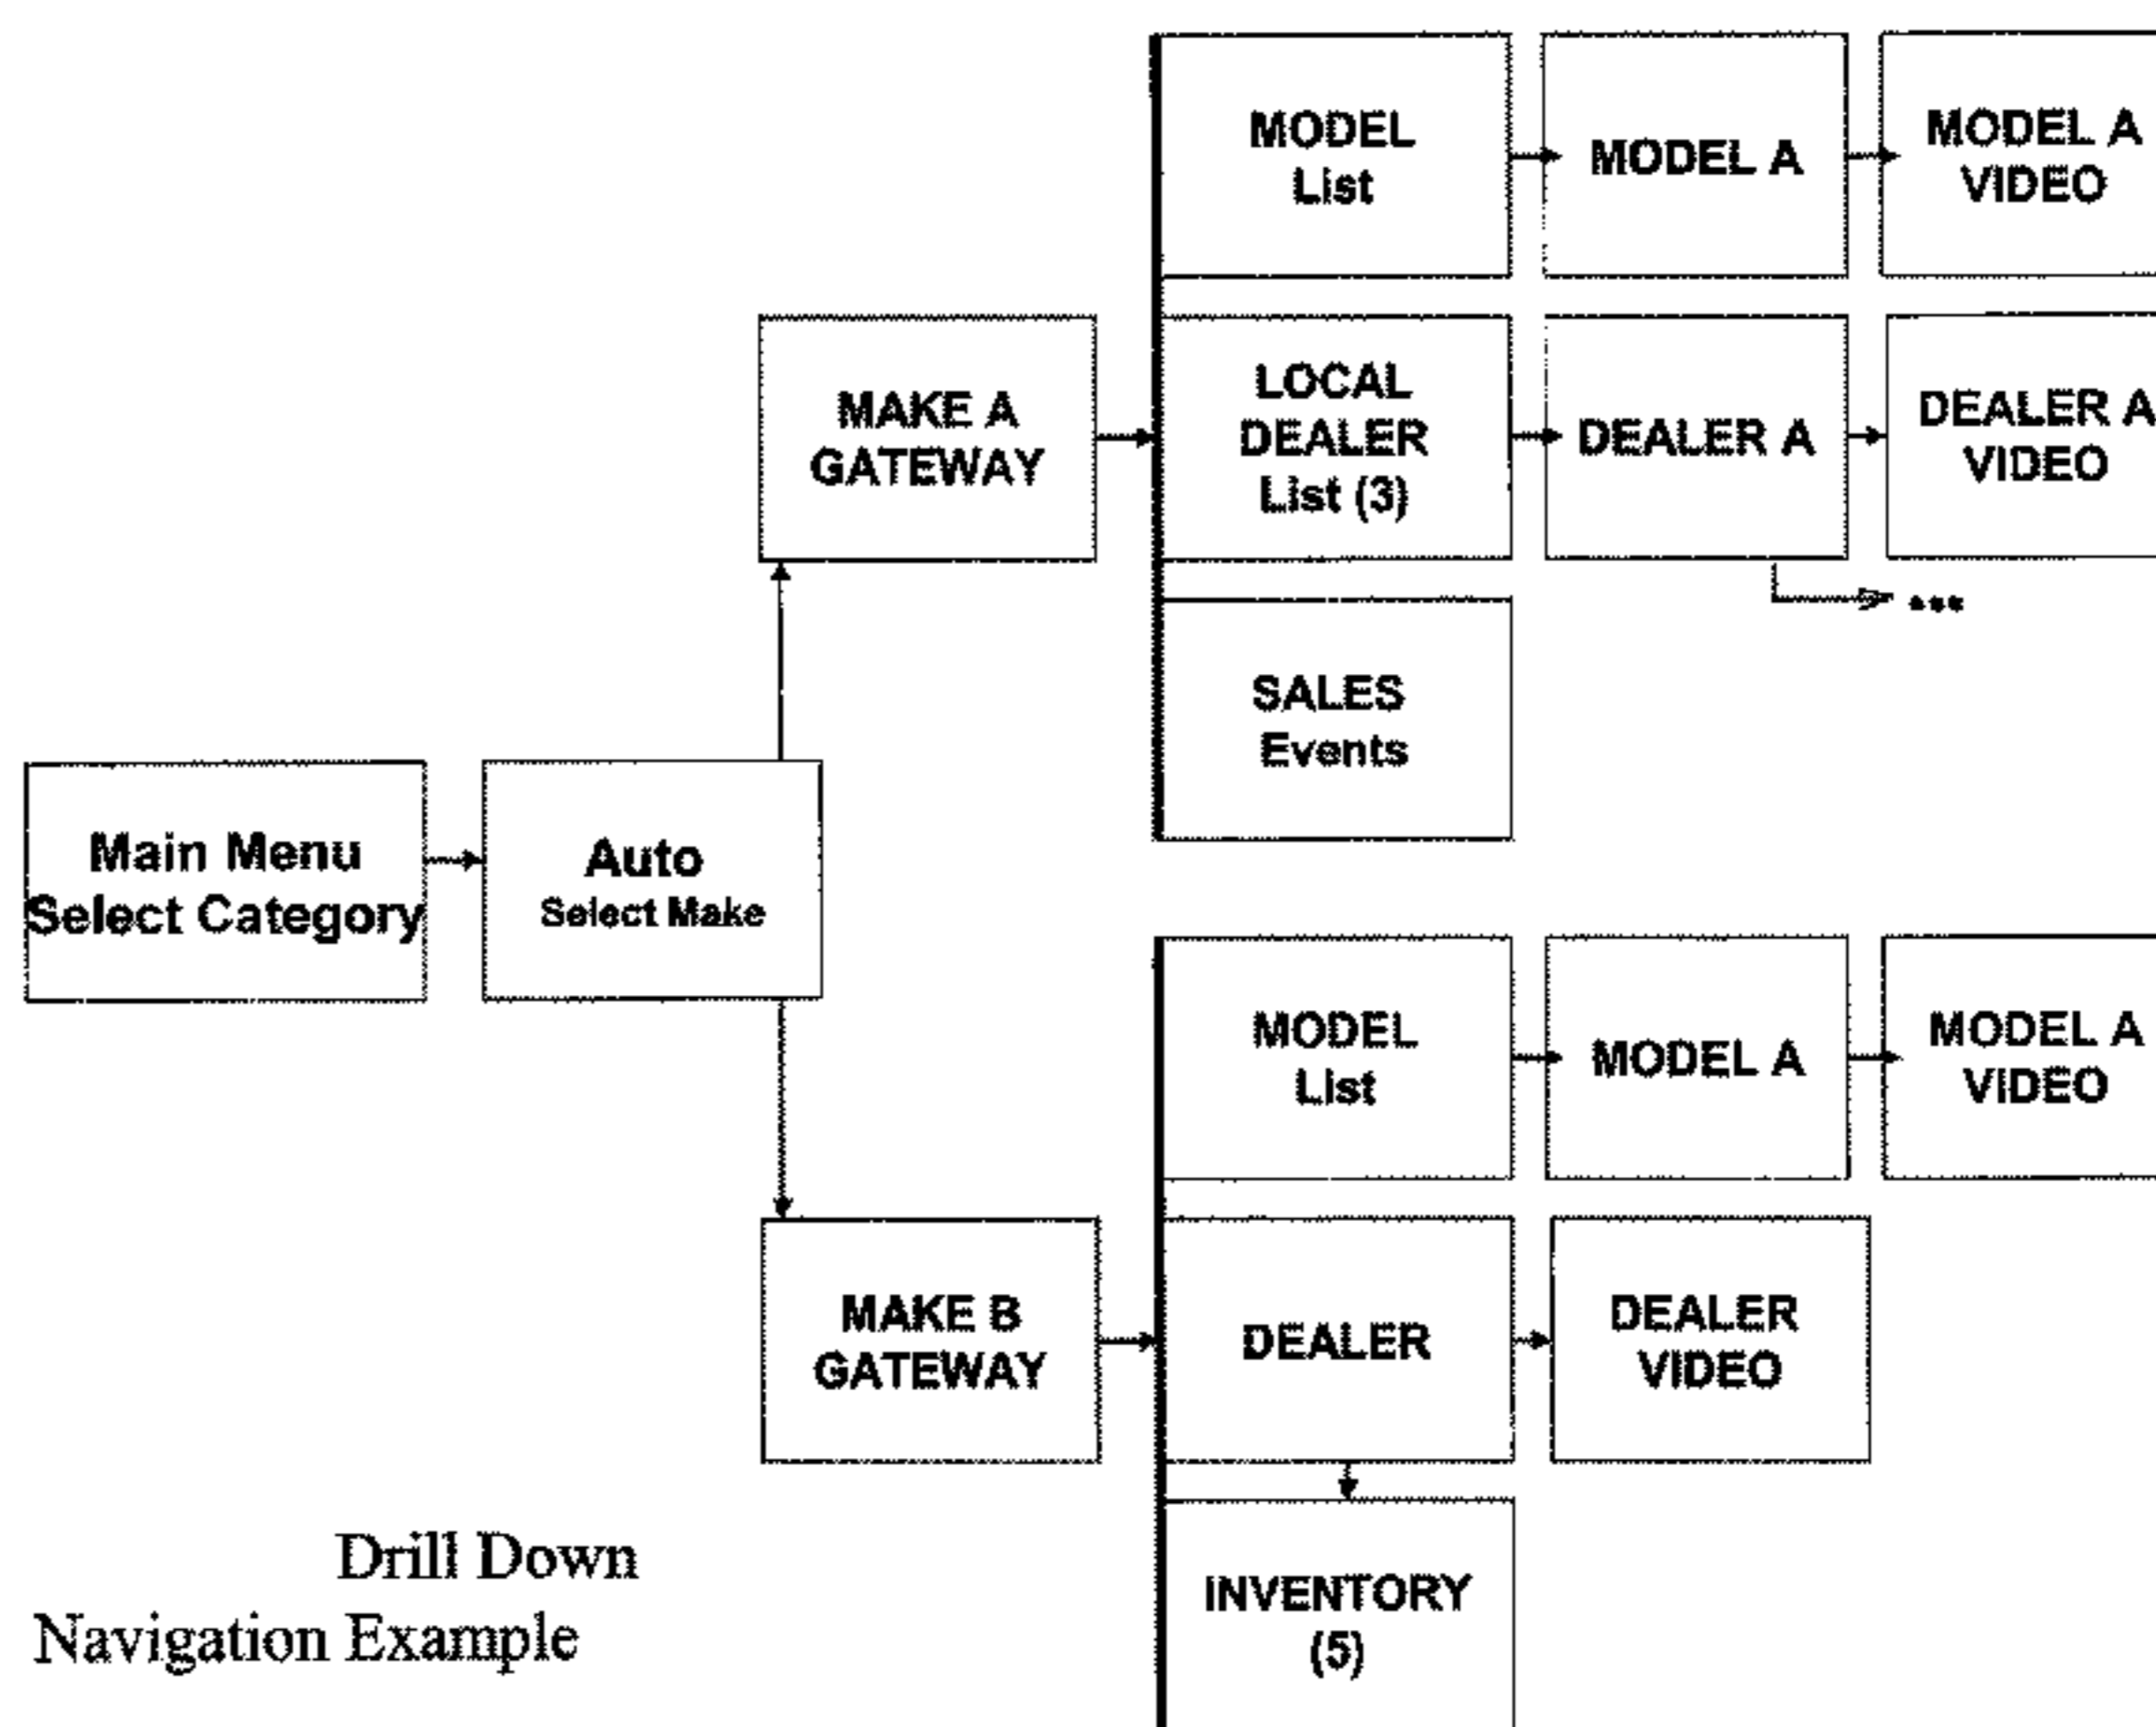 MODEL
List
MODEL A
MODEL A
VIDEO
MAKE A
GATEWAY
LOCAL
DEALER
List (3)
DEALER A
DEALER A
VIDEO
...
SALES
Events
Main Menu
Select Category
Auto
Select Make
MODEL
List
MODEL A
MODEL A
VIDEO
MAKE B
GATEWAY
DEALER
DEALER
VIDEO
INVENTORY
(5)
Drill Down
Navigation Example